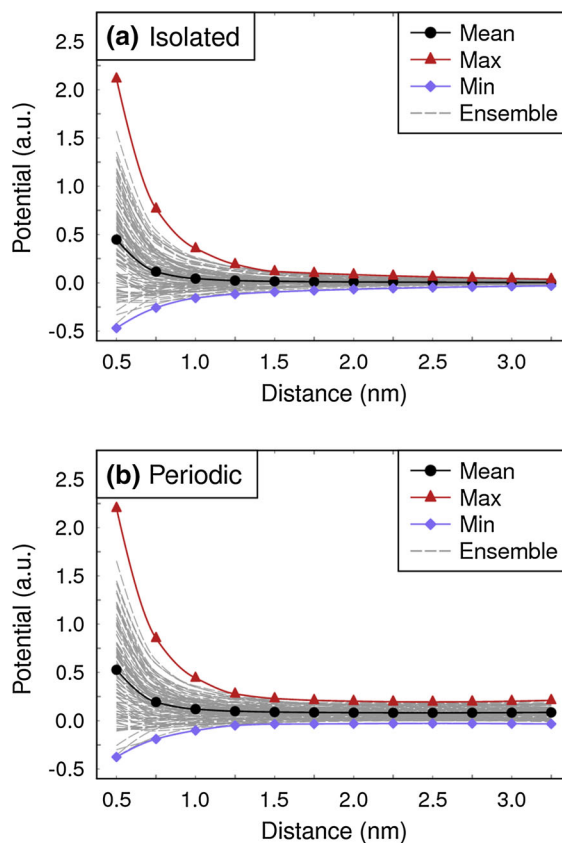 (a) Isolated
Mean
Max
Min
Ensemble
Potential (a.u.)
2.5
2.0
1.5
1.0
0.5
0.0
-0.5
0.5 1.0 1.5 2.0 2.5 3.0
Distance (nm)
(b) Periodic
Mean
Max
Min
Ensemble
Potential (a.u.)
2.5
2.0
1.5
1.0
0.5
0.0
-0.5
0.5 1.0 1.5 2.0 2.5 3.0
Distance (nm)